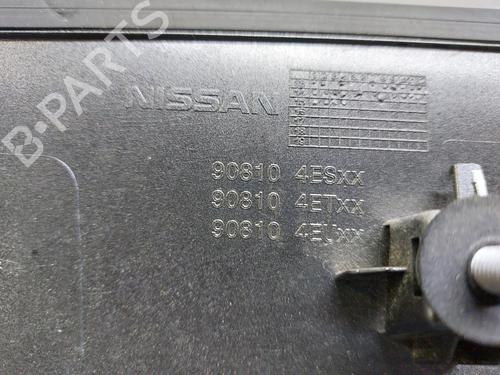 B-PARTS
NISSAN
90810 4ESxx
90810 4ETxx
90810 4EUxx